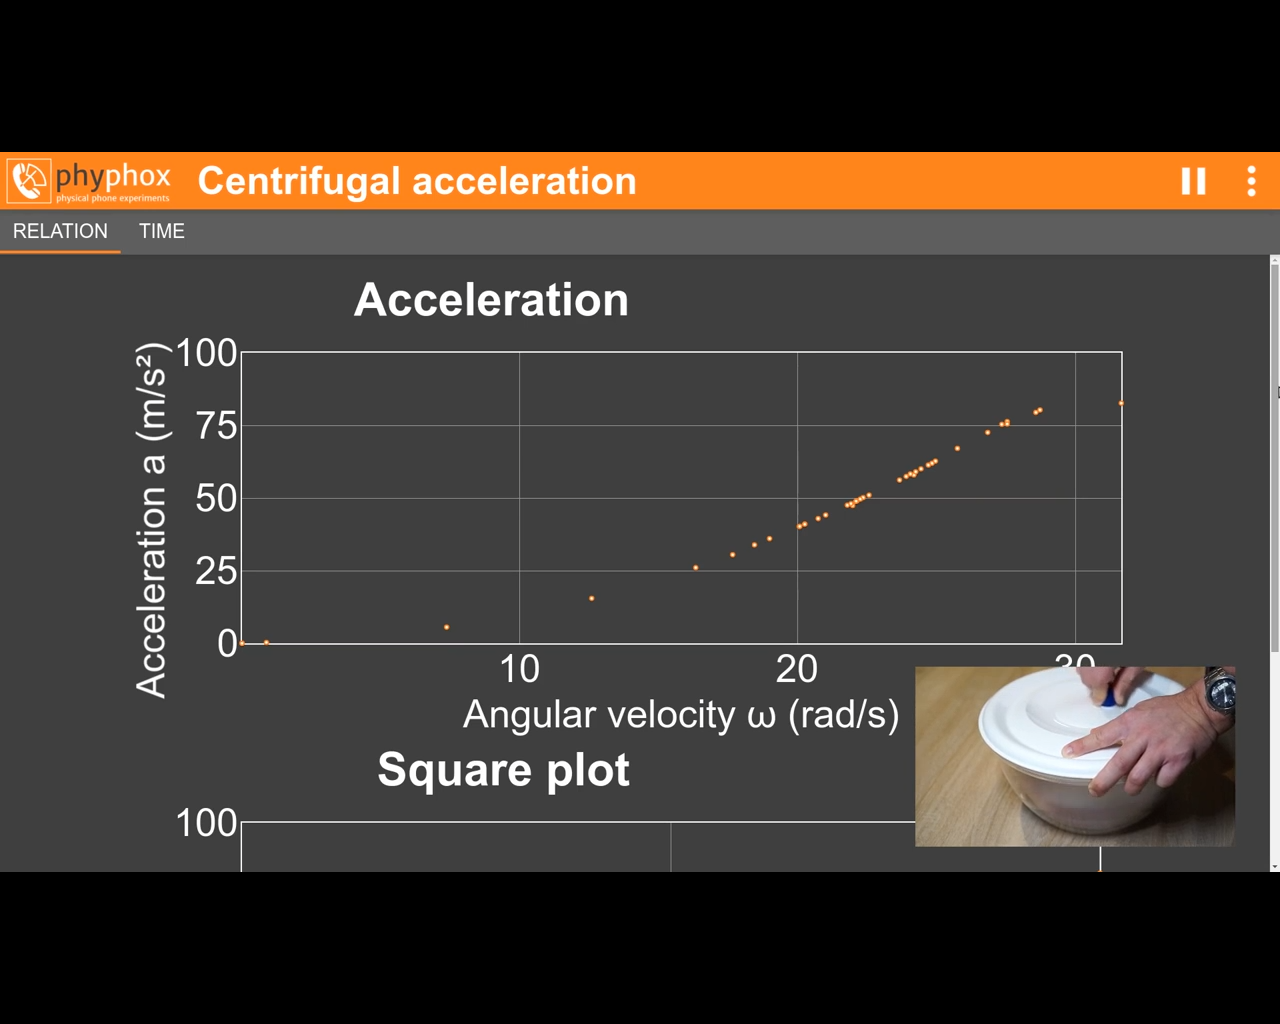 phyphox
physical phone experiments
Centrifugal acceleration
RELATION TIME
Acceleration
Acceleration a (m/s²)
100
75
50
25
0
10 20 30
Angular velocity ω (rad/s)
Square plot
100